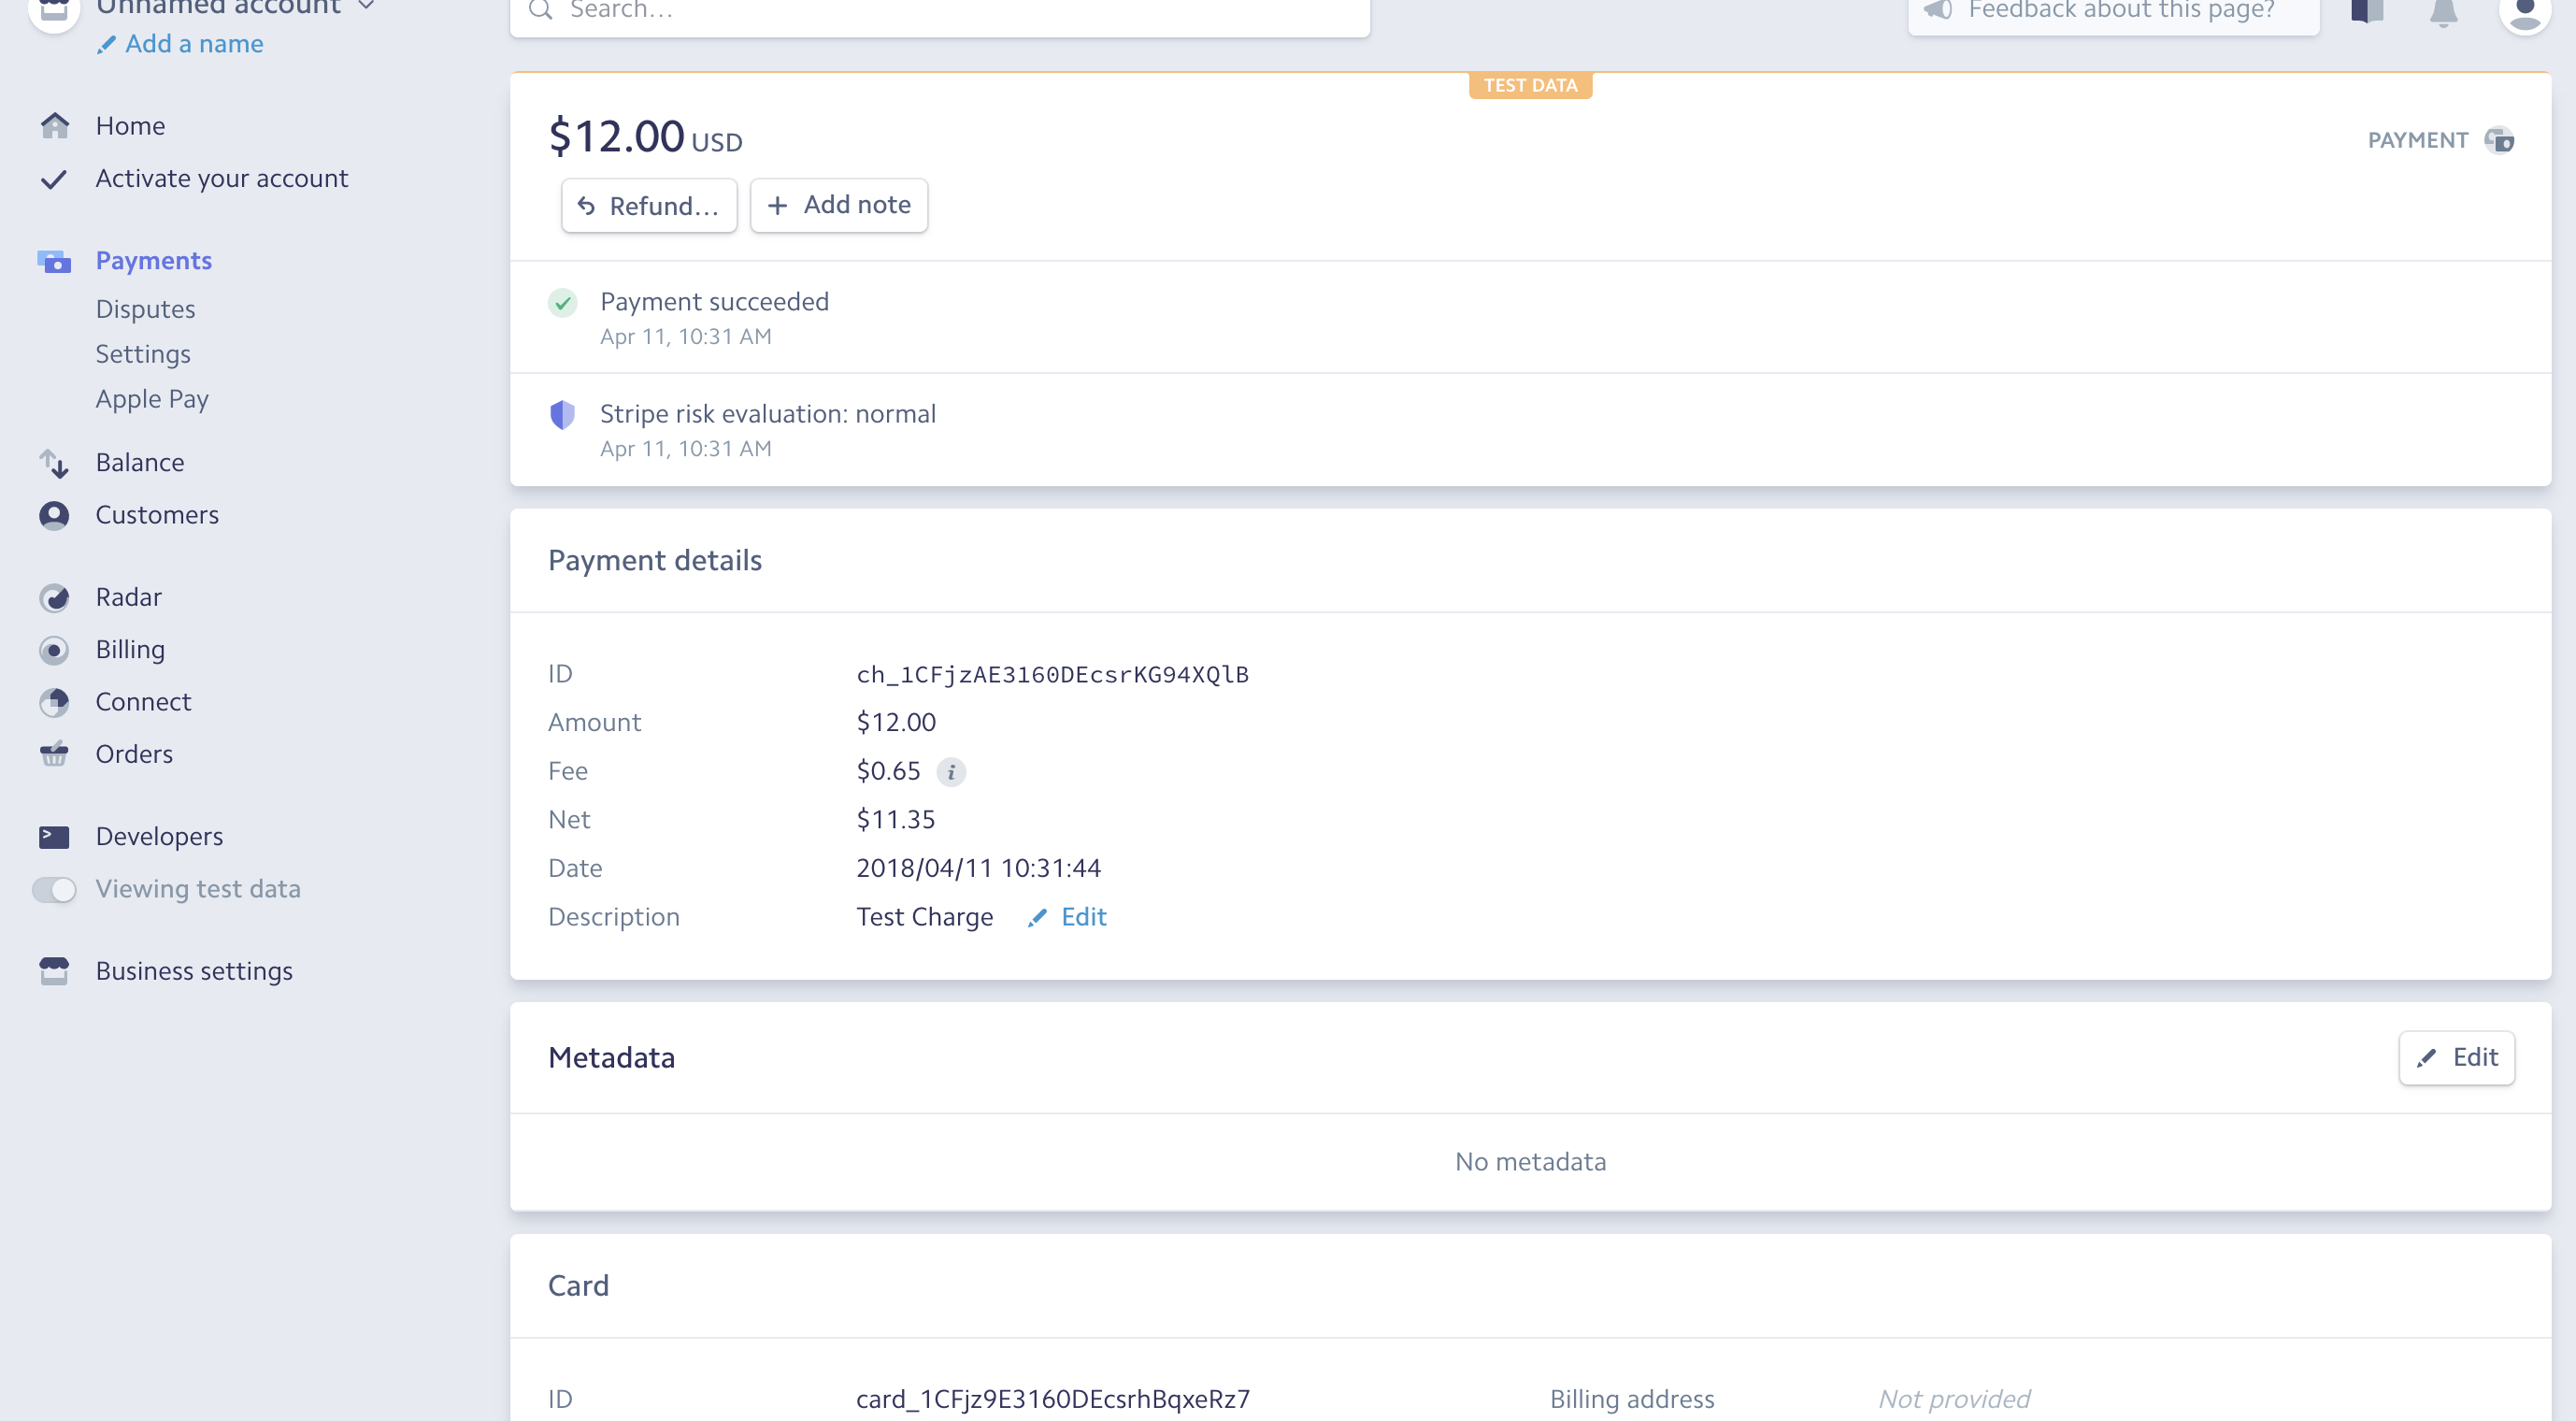 Unnamed account
Add a name
Home
Activate your account
Payments
Disputes
Settings
Apple Pay
Balance
Customers
Radar
Billing
Connect
Orders
Developers
Viewing test data
Business settings
Search…
Feedback about this page?
TEST DATA
$12.00 USD
PAYMENT
Refund…
Add note
Payment succeeded
Apr 11, 10:31 AM
Stripe risk evaluation: normal
Apr 11, 10:31 AM
Payment details
ID ch_1CFjzAE3160DEcsrKG94XQlB
Amount $12.00
Fee $0.65 i
Net $11.35
Date 2018/04/11 10:31:44
Description Test Charge Edit
Metadata
Edit
No metadata
Card
ID card_1CFjz9E3160DEcsrhBqxeRz7 Billing address Not provided